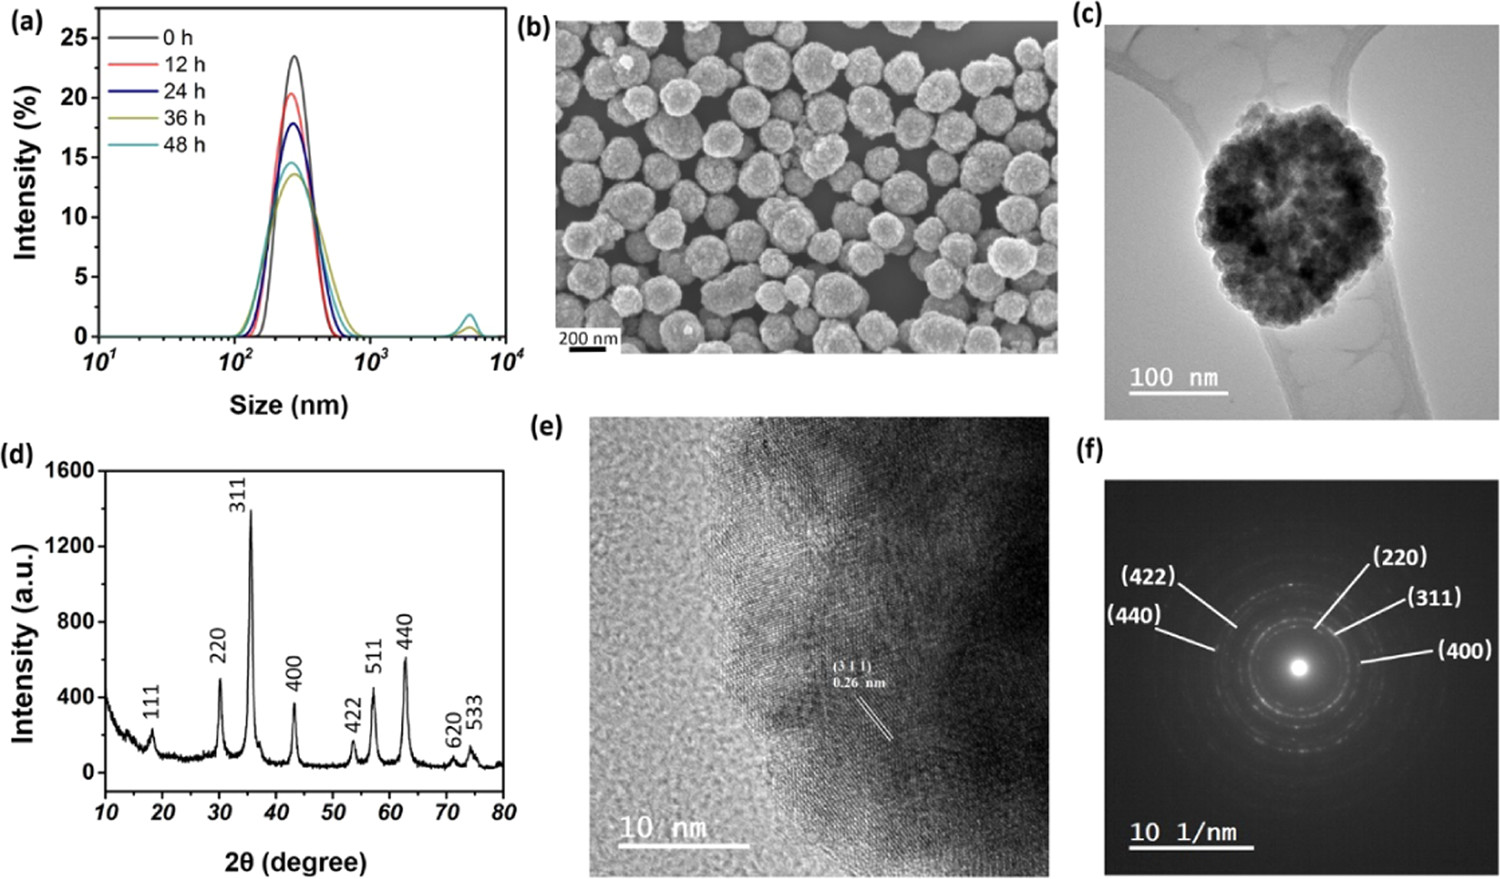 (a)
Intensity (%)
25
20
15
10
5
0
0 h
12 h
24 h
36 h
48 h
10¹
10²
10³
10⁴
Size (nm)
(b)
200 nm
(c)
100 nm
(d)
Intensity (a.u.)
1600
1200
800
400
0
111
220
311
400
422
511
440
620
533
10 20 30 40 50 60 70 80
2θ (degree)
(e)
(3 1 1)
0.26 nm
10 nm
(f)
(220)
(422)
(311)
(440)
(400)
10 1/nm